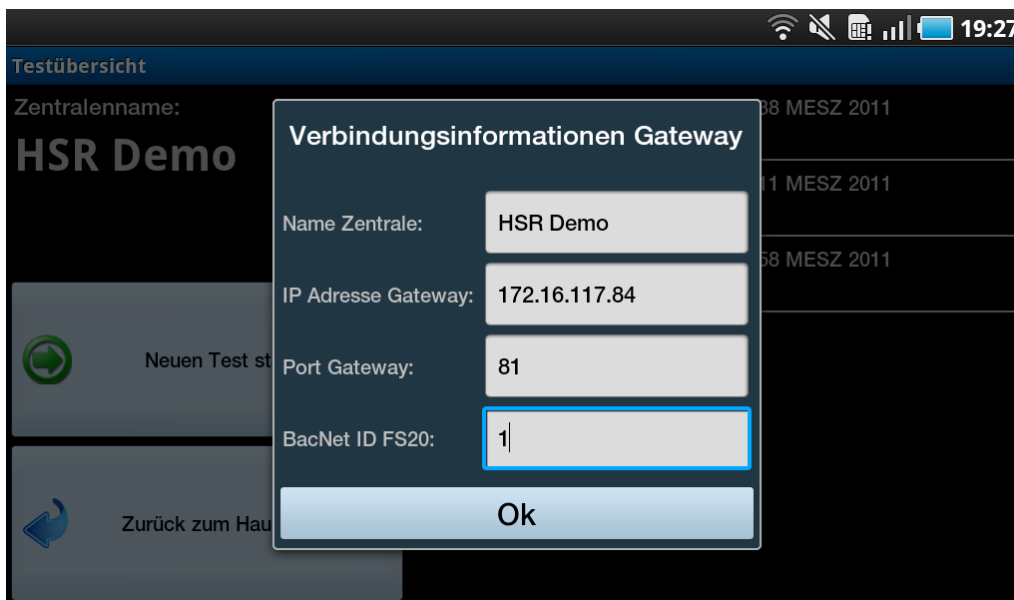 19:27
Testübersicht
Zentralenname:
HSR Demo
38 MESZ 2011
11 MESZ 2011
58 MESZ 2011
Neuen Test st
Zurück zum Hau
Verbindungsinformationen Gateway
Name Zentrale: HSR Demo
IP Adresse Gateway: 172.16.117.84
Port Gateway: 81
BacNet ID FS20: 1
Ok